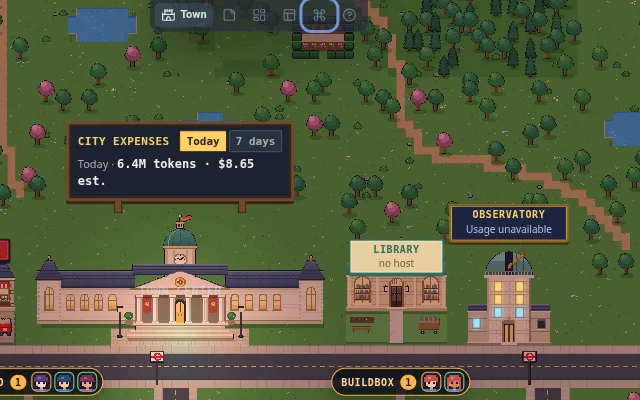 Town
CITY EXPENSES Today 7 days
Today · 6.4M tokens · $8.65
est.
OBSERVATORY
Usage unavailable
LIBRARY
no host
1
BUILDBOX 1